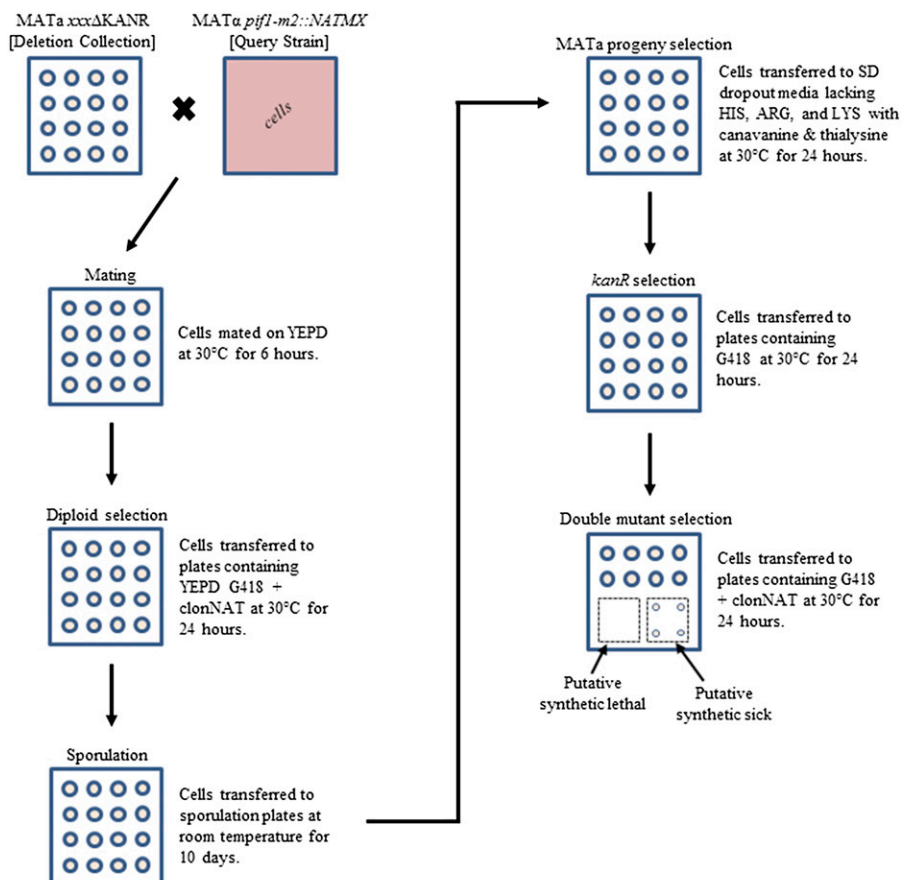 MATa xxxΔKANR
[Deletion Collection]
MATα pif1-m2::NATMX
[Query Strain]
cells
Mating
Cells mated on YEPD
at 30°C for 6 hours.
Diploid selection
Cells transferred to
plates containing
YEPD G418 +
clonNAT at 30°C for
24 hours.
Sporulation
Cells transferred to
sporulation plates at
room temperature for
10 days.
MATa progeny selection
Cells transferred to SD
dropout media lacking
HIS, ARG, and LYS with
canavanine & thialysine
at 30°C for 24 hours.
kanR selection
Cells transferred to
plates containing
G418 at 30°C for 24
hours.
Double mutant selection
Cells transferred to
plates containing G418
+ clonNAT at 30°C for
24 hours.
Putative
synthetic lethal
Putative
synthetic sick